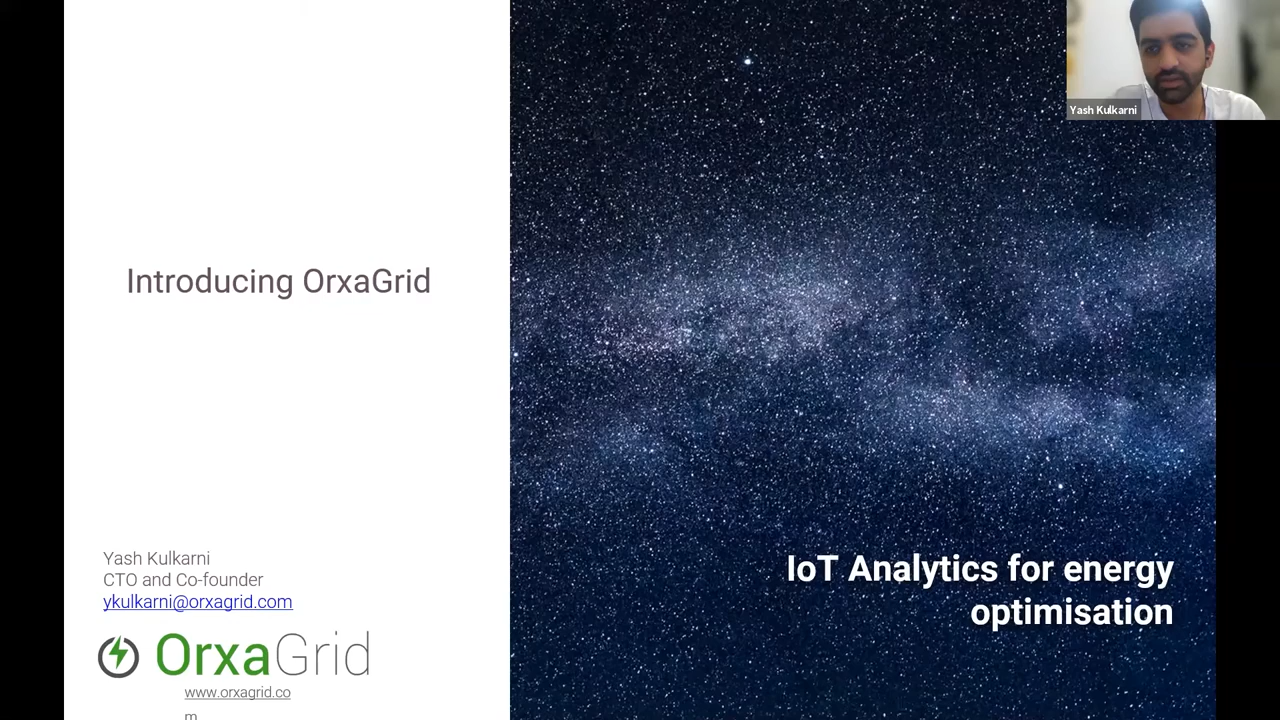 Yash Kulkarni
Introducing OrxaGrid
Yash Kulkarni
CTO and Co-founder
ykulkarni@orxagrid.com
OrxaGrid
www.orxagrid.co
m
IoT Analytics for energy
optimisation